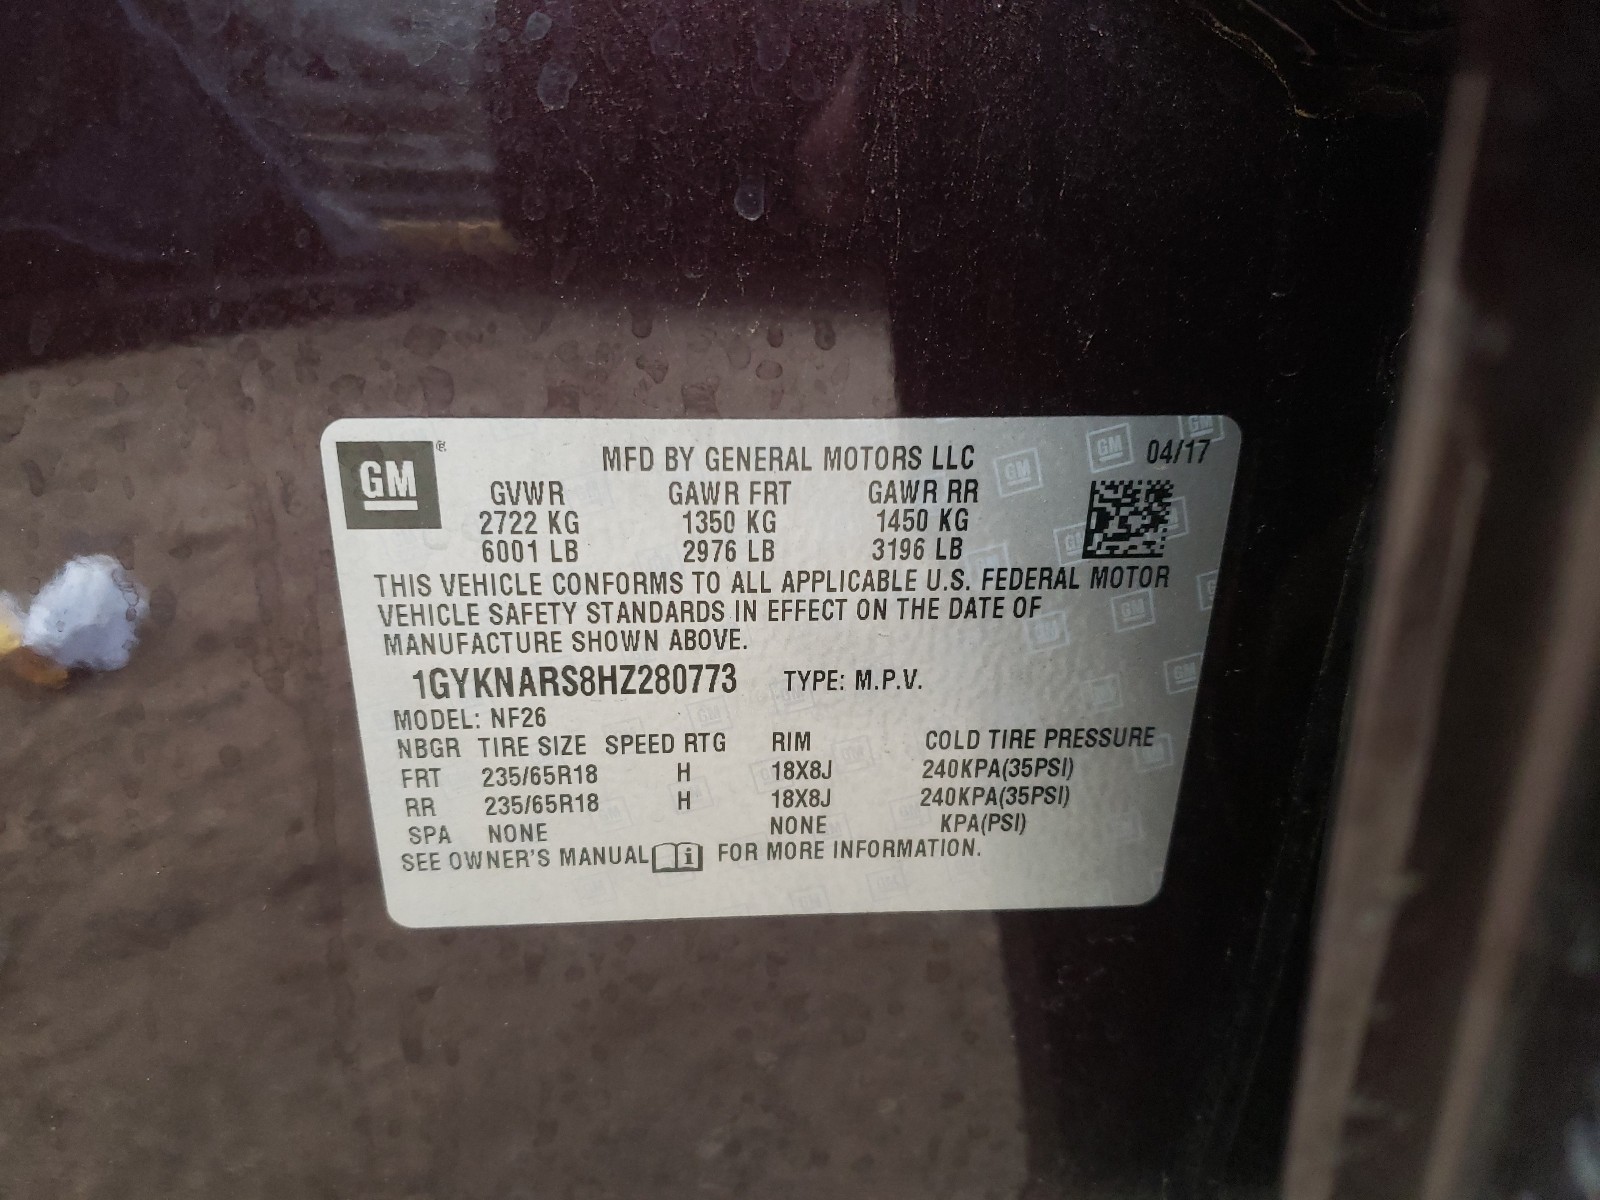 GM ®
MFD BY GENERAL MOTORS LLC 04/17
GVWR GAWR FRT GAWR RR
2722 KG 1350 KG 1450 KG
6001 LB 2976 LB 3196 LB
THIS VEHICLE CONFORMS TO ALL APPLICABLE U.S. FEDERAL MOTOR
VEHICLE SAFETY STANDARDS IN EFFECT ON THE DATE OF
MANUFACTURE SHOWN ABOVE.
1GYKNARS8HZ280773 TYPE: M.P.V.
MODEL: NF26
NBGR TIRE SIZE SPEED RTG RIM COLD TIRE PRESSURE
FRT 235/65R18 H 18X8J 240KPA(35PSI)
RR 235/65R18 H 18X8J 240KPA(35PSI)
SPA NONE NONE KPA(PSI)
SEE OWNER'S MANUAL i FOR MORE INFORMATION.